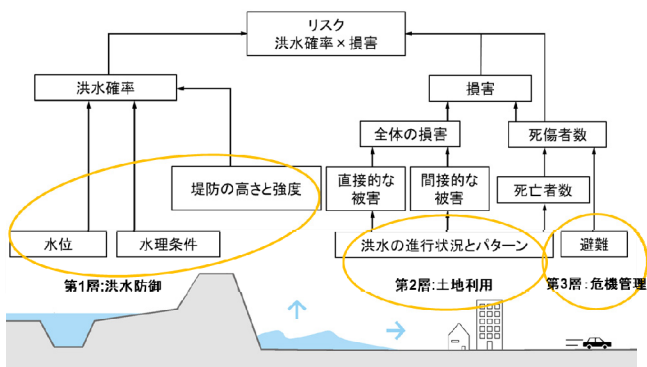 リスク
洪水確率×損害
洪水確率
損害
全体の損害
死傷者数
堤防の高さと強度
直接的な
被害
間接的な
被害
死亡者数
水位
水理条件
洪水の進行状況とパターン
避難
第1層:洪水防御
第2層:土地利用
第3層:危機管理